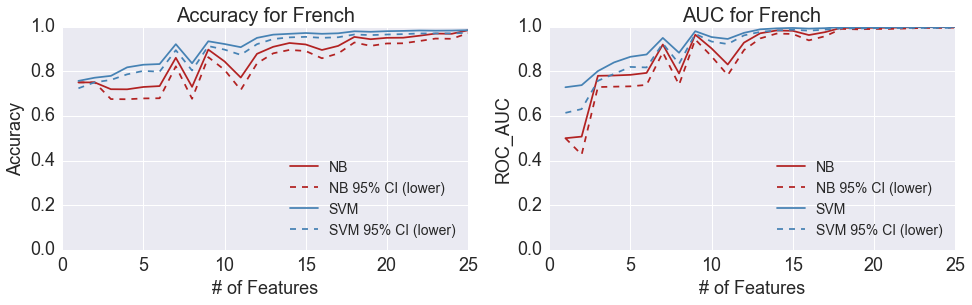 Accuracy for French
1.0
0.8
0.6
0.4
0.2
0.0
Accuracy
NB
NB 95% CI (lower)
SVM
SVM 95% CI (lower)
0 5 10 15 20 25
# of Features
AUC for French
1.0
0.8
0.6
0.4
0.2
0.0
ROC_AUC
NB
NB 95% CI (lower)
SVM
SVM 95% CI (lower)
0 5 10 15 20 25
# of Features